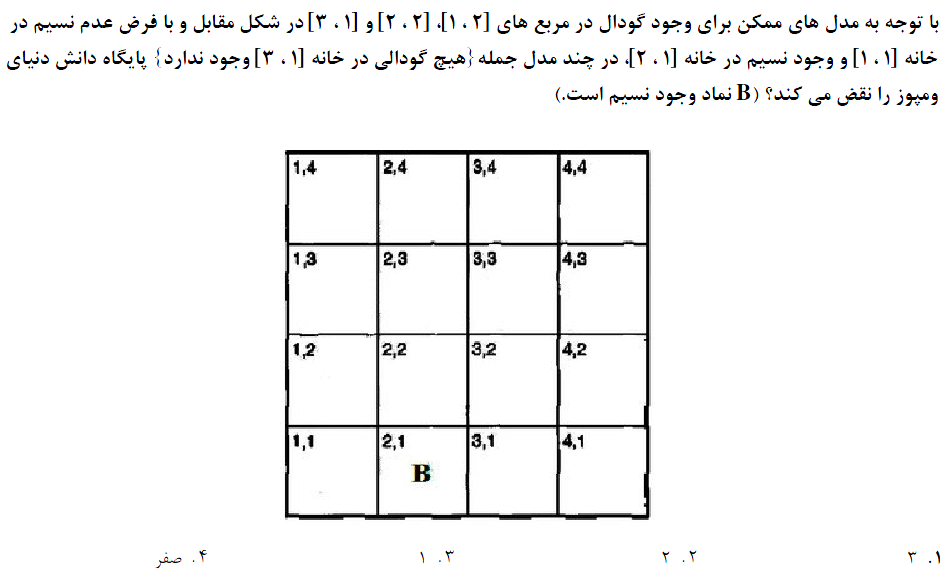 با توجه به مدل های ممکن برای وجود گودال در مربع های [۲ ، ۱]، [۲ ، ۲] و [۱ ، ۳] در شکل مقابل و با فرض عدم نسیم در
خانه [۱ ، ۱] و وجود نسیم در خانه [۱ ، ۲]، در چند مدل جمله {هیچ گودالی در خانه [۱ ، ۳] وجود ندارد} پایگاه دانش دنیای
ومپوز را نقض می کند؟ (B نماد وجود نسیم است.)
1,4 2,4 3,4 4,4
1,3 2,3 3,3 4,3
1,2 2,2 3,2 4,2
1,1 2,1 3,1 4,1
B
۱. ۳ ۲. ۲ ۳. ۱ ۴. صفر